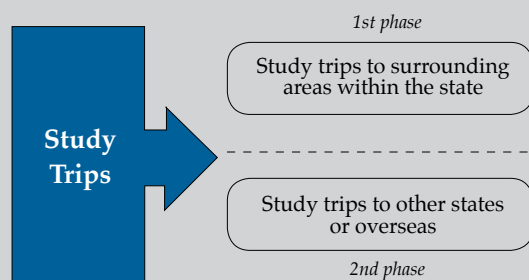 1st phase
Study trips to surrounding
areas within the state
Study
Trips
Study trips to other states
or overseas
2nd phase